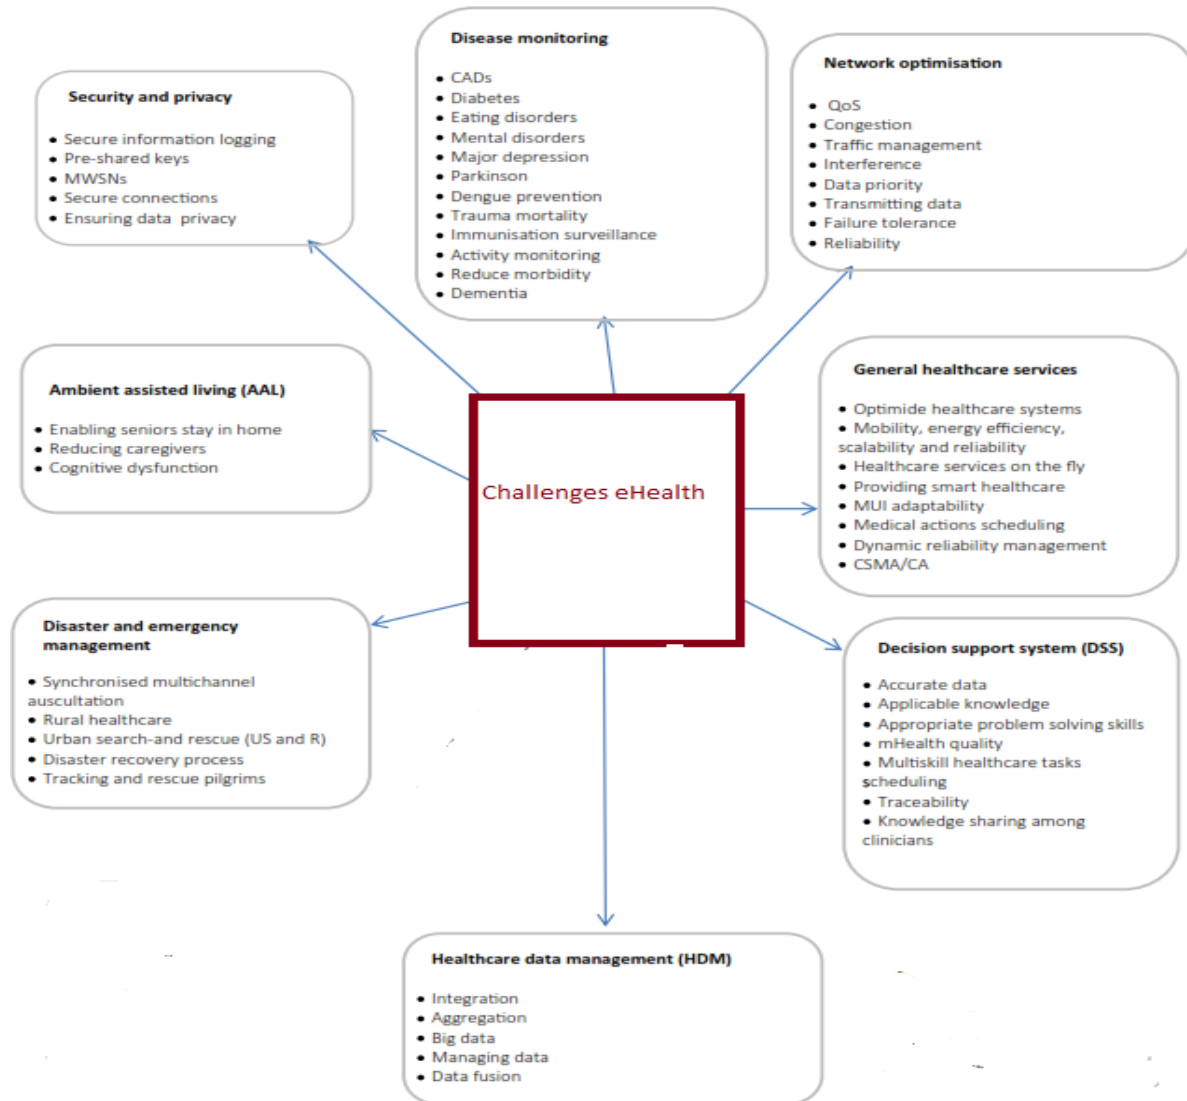 Disease monitoring
• CADs
• Diabetes
• Eating disorders
• Mental disorders
• Major depression
• Parkinson
• Dengue prevention
• Trauma mortality
• Immunisation surveillance
• Activity monitoring
• Reduce morbidity
• Dementia
Network optimisation
• QoS
• Congestion
• Traffic management
• Interference
• Data priority
• Transmitting data
• Failure tolerance
• Reliability
Security and privacy
• Secure information logging
• Pre-shared keys
• MWSNs
• Secure connections
• Ensuring data privacy
Ambient assisted living (AAL)
• Enabling seniors stay in home
• Reducing caregivers
• Cognitive dysfunction
Challenges eHealth
General healthcare services
• Optimide healthcare systems
• Mobility, energy efficiency,
scalability and reliability
• Healthcare services on the fly
• Providing smart healthcare
• MUI adaptability
• Medical actions scheduling
• Dynamic reliability management
• CSMA/CA
Disaster and emergency
management
• Synchronised multichannel
auscultation
• Rural healthcare
• Urban search-and rescue (US and R)
• Disaster recovery process
• Tracking and rescue pilgrims
Decision support system (DSS)
• Accurate data
• Applicable knowledge
• Appropriate problem solving skills
• mHealth quality
• Multiskill healthcare tasks
scheduling
• Traceability
• Knowledge sharing among
clinicians
Healthcare data management (HDM)
• Integration
• Aggregation
• Big data
• Managing data
• Data fusion